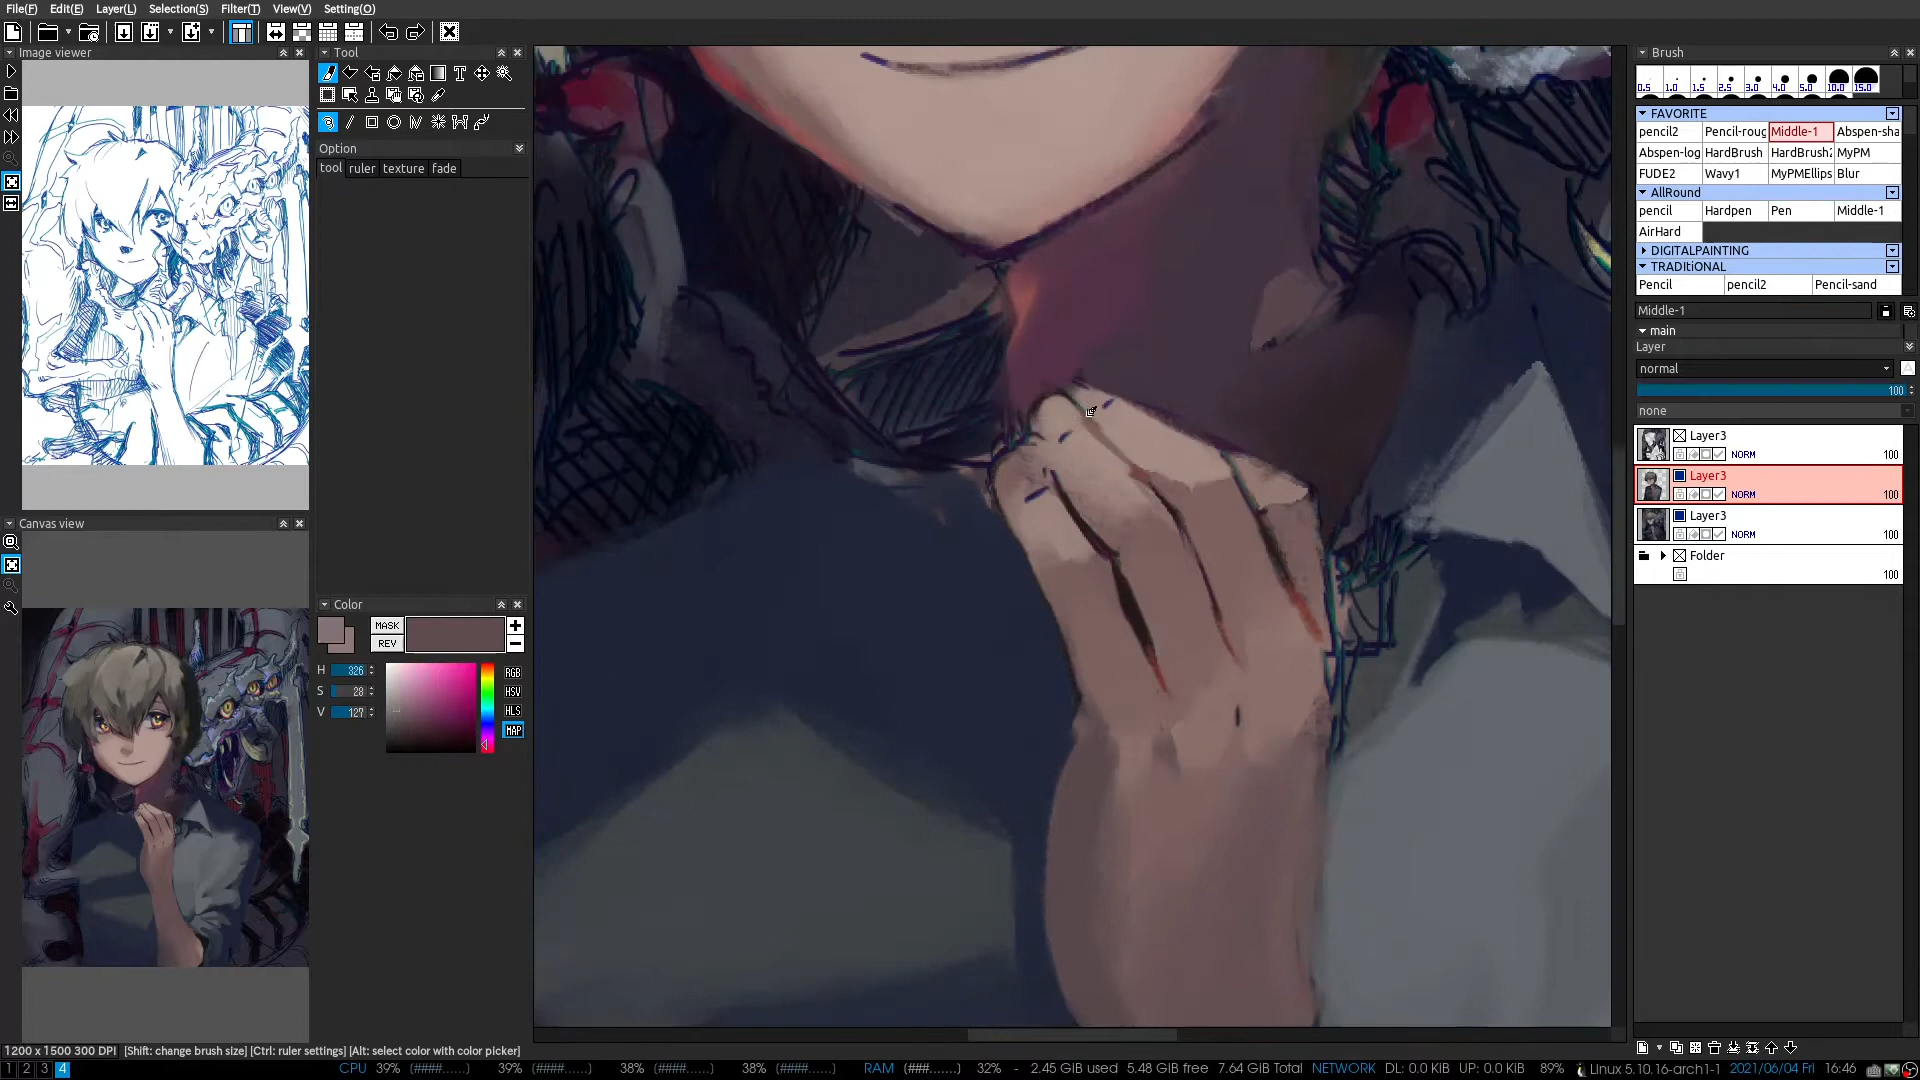 File(F) Edit(E) Layer(L) Selection(S) Filter(T) View(V) Setting(O)
Image viewer
Canvas view
Tool
Option
tool ruler texture fade
Color
MASK
REV
H 326
S 28
V 127
RGB
HSV
HLS
MAP
Brush
0.5 1.0 1.5 2.5 3.0 4.0 5.0 10.0 15.0
FAVORITE
pencil2 Pencil-roug Middle-1 Abspen-sha
Abspen-log HardBrush HardBrush2 MyPM
FUDE2 Wavy1 MyPMEllips Blur
AllRound
pencil Hardpen Pen Middle-1
AirHard
DIGITALPAINTING
TRADItiONAL
Pencil pencil2 Pencil-sand
Middle-1
main
Layer
normal
100
none
Layer3
NORM 100
Layer3
NORM 100
Layer3
NORM 100
Folder
100
1200 x 1500 300 DPI [Shift: change brush size] [Ctrl: ruler settings] [Alt: select color with color picker]
1 2 3 4 CPU 39% [####......] 39% [####......] 38% [####......] 38% [####......] RAM [###.......] 32% - 2.45 GiB used 5.48 GiB free 7.64 GiB Total NETWORK DL: 0.0 KiB UP: 0.0 KiB 89% Linux 5.10.16-arch1-1 2021/06/04 Fri 16:46